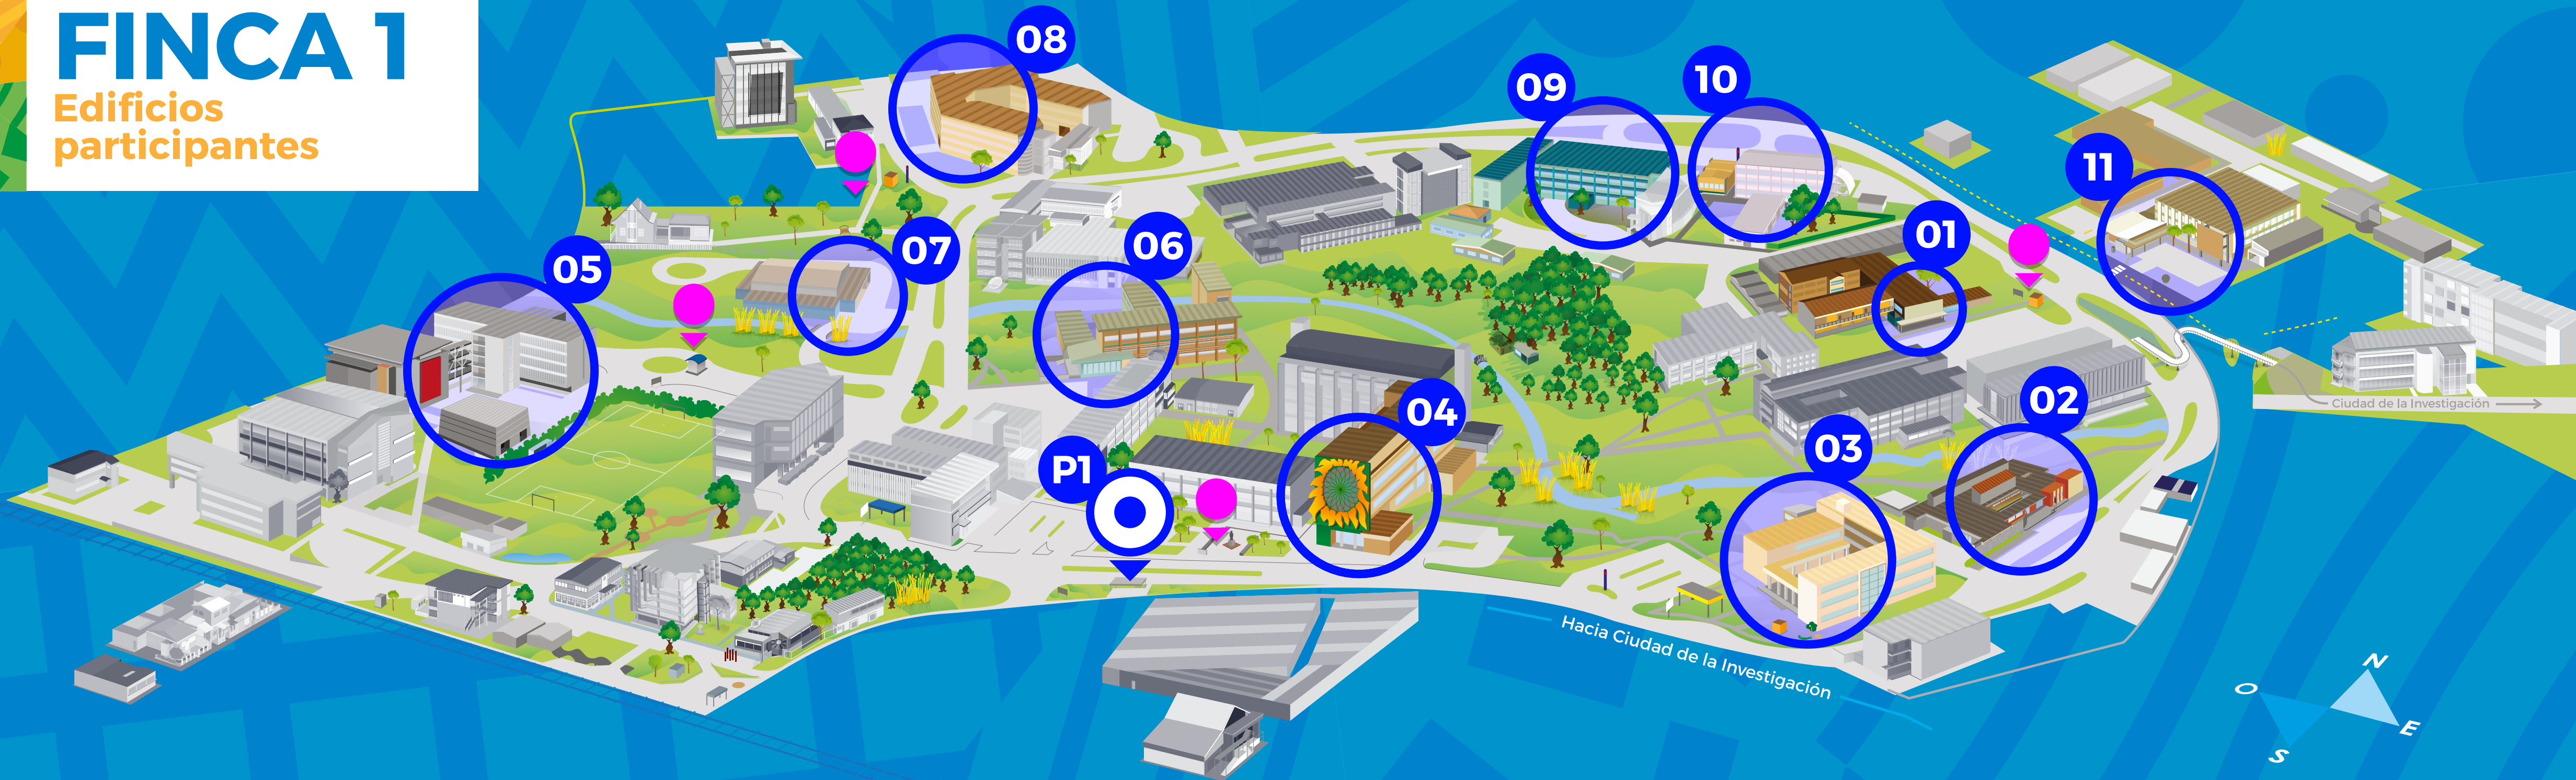 FINCA 1
Edificios
participantes
08
09
10
11
01
07
06
05
02
04
03
P1
Ciudad de la Investigación
Hacia Ciudad de la Investigación
N
O
E
S